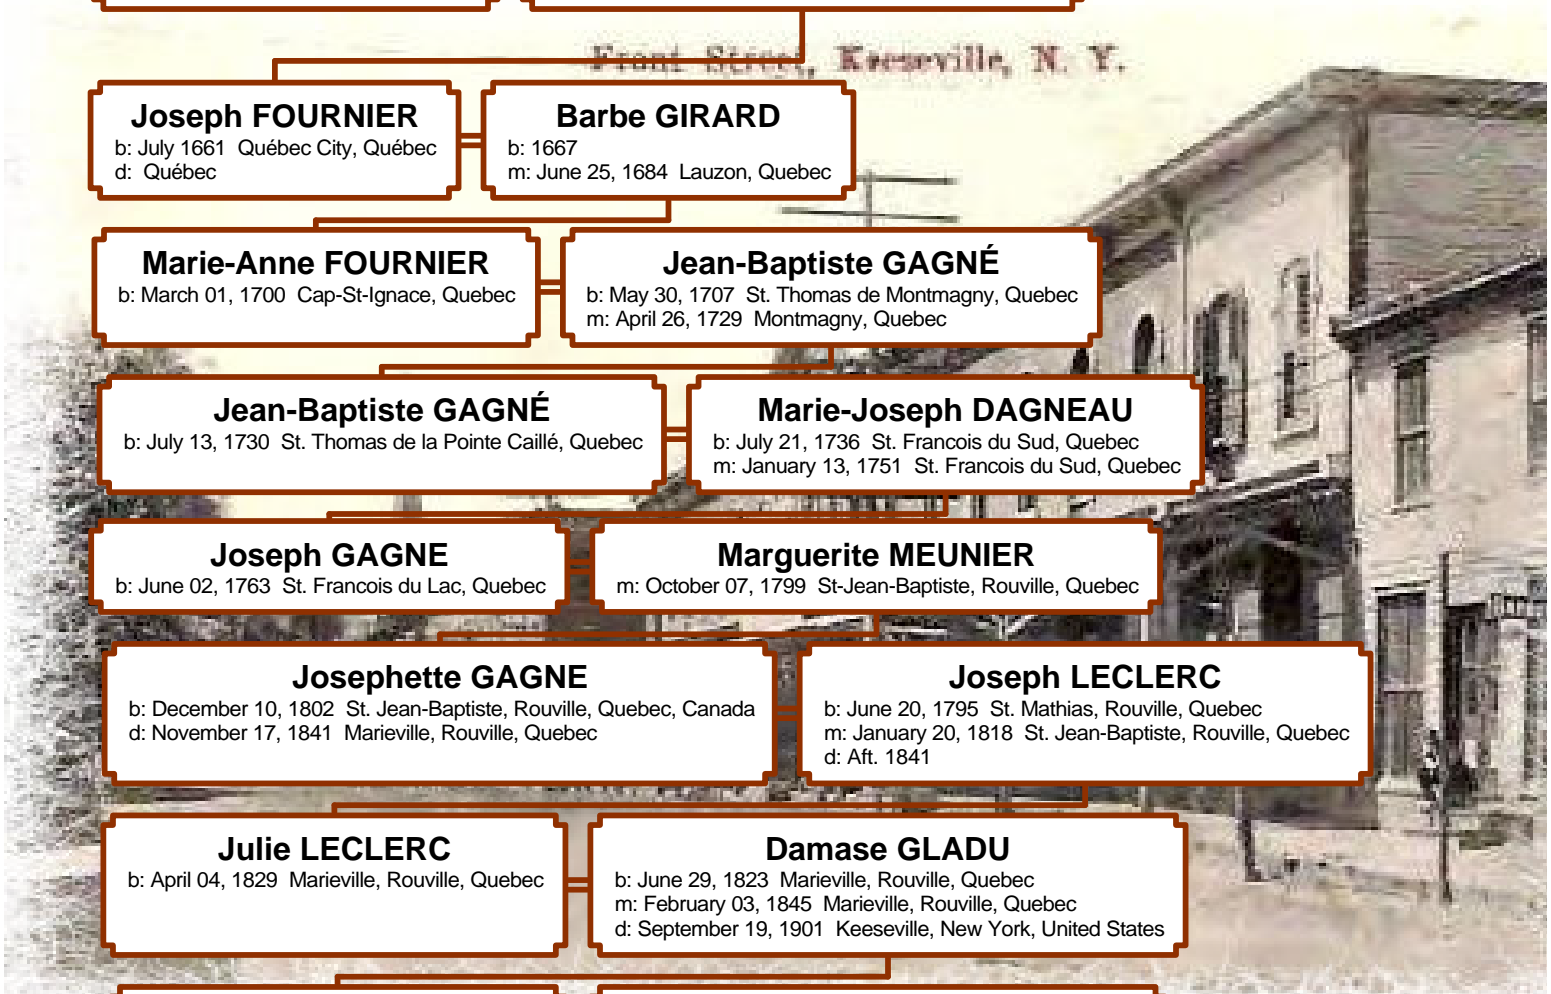 Front Street, Keeseville, N. Y.
Joseph FOURNIER
b: July 1661 Québec City, Québec
d: Québec
Barbe GIRARD
b: 1667
m: June 25, 1684 Lauzon, Quebec
Marie-Anne FOURNIER
b: March 01, 1700 Cap-St-Ignace, Quebec
Jean-Baptiste GAGNÉ
b: May 30, 1707 St. Thomas de Montmagny, Quebec
m: April 26, 1729 Montmagny, Quebec
Jean-Baptiste GAGNÉ
b: July 13, 1730 St. Thomas de la Pointe Caillé, Quebec
Marie-Joseph DAGNEAU
b: July 21, 1736 St. Francois du Sud, Quebec
m: January 13, 1751 St. Francois du Sud, Quebec
Joseph GAGNE
b: June 02, 1763 St. Francois du Lac, Quebec
Marguerite MEUNIER
m: October 07, 1799 St-Jean-Baptiste, Rouville, Quebec
Josephette GAGNE
b: December 10, 1802 St. Jean-Baptiste, Rouville, Quebec, Canada
d: November 17, 1841 Marieville, Rouville, Quebec
Joseph LECLERC
b: June 20, 1795 St. Mathias, Rouville, Quebec
m: January 20, 1818 St. Jean-Baptiste, Rouville, Quebec
d: Aft. 1841
Julie LECLERC
b: April 04, 1829 Marieville, Rouville, Quebec
Damase GLADU
b: June 29, 1823 Marieville, Rouville, Quebec
m: February 03, 1845 Marieville, Rouville, Quebec
d: September 19, 1901 Keeseville, New York, United States